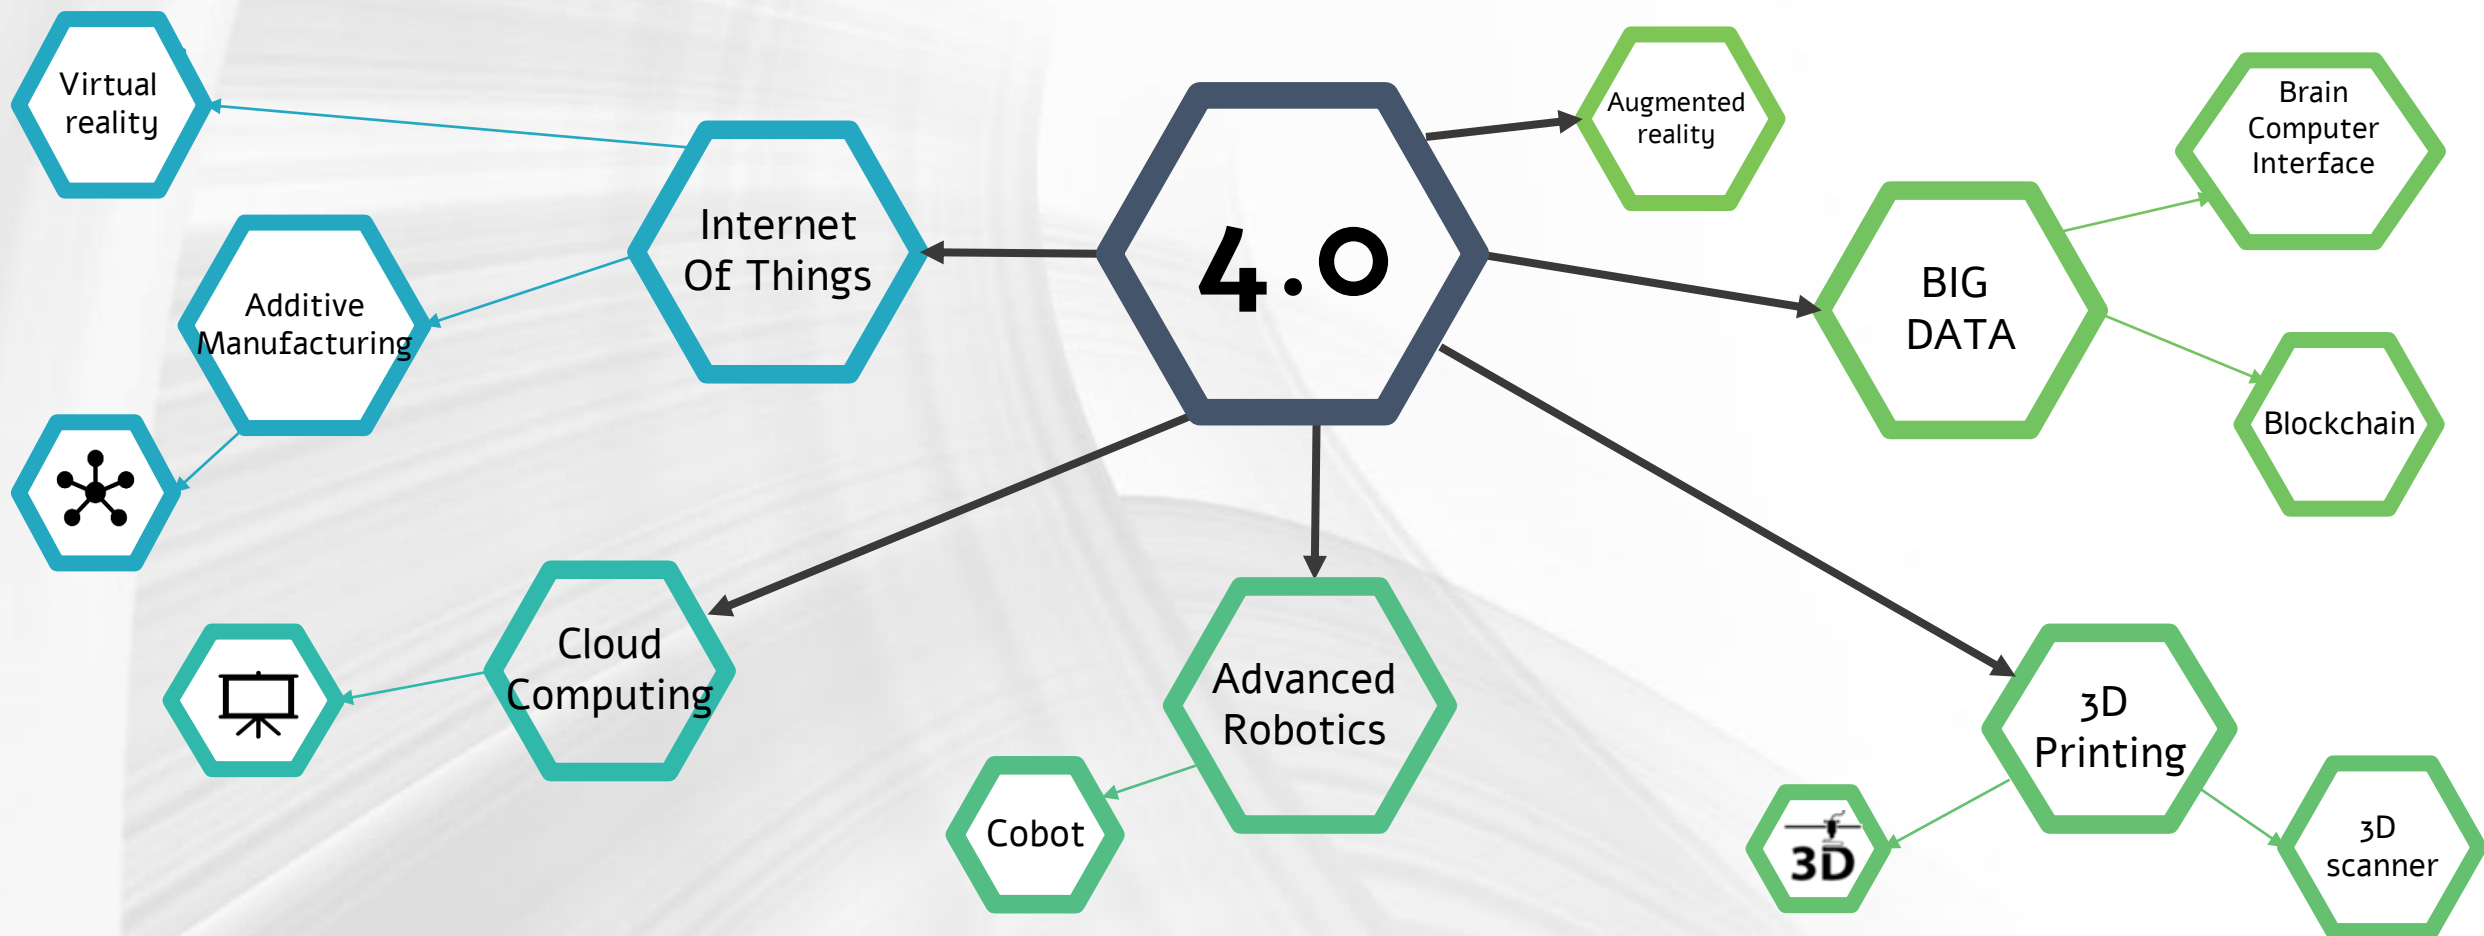 Virtual
reality
Internet
Of Things
Additive
Manufacturing
4.0
Augmented
reality
Brain
Computer
Interface
BIG
DATA
Blockchain
Cloud
Computing
Advanced
Robotics
Cobot
3D
Printing
3D
3D
scanner